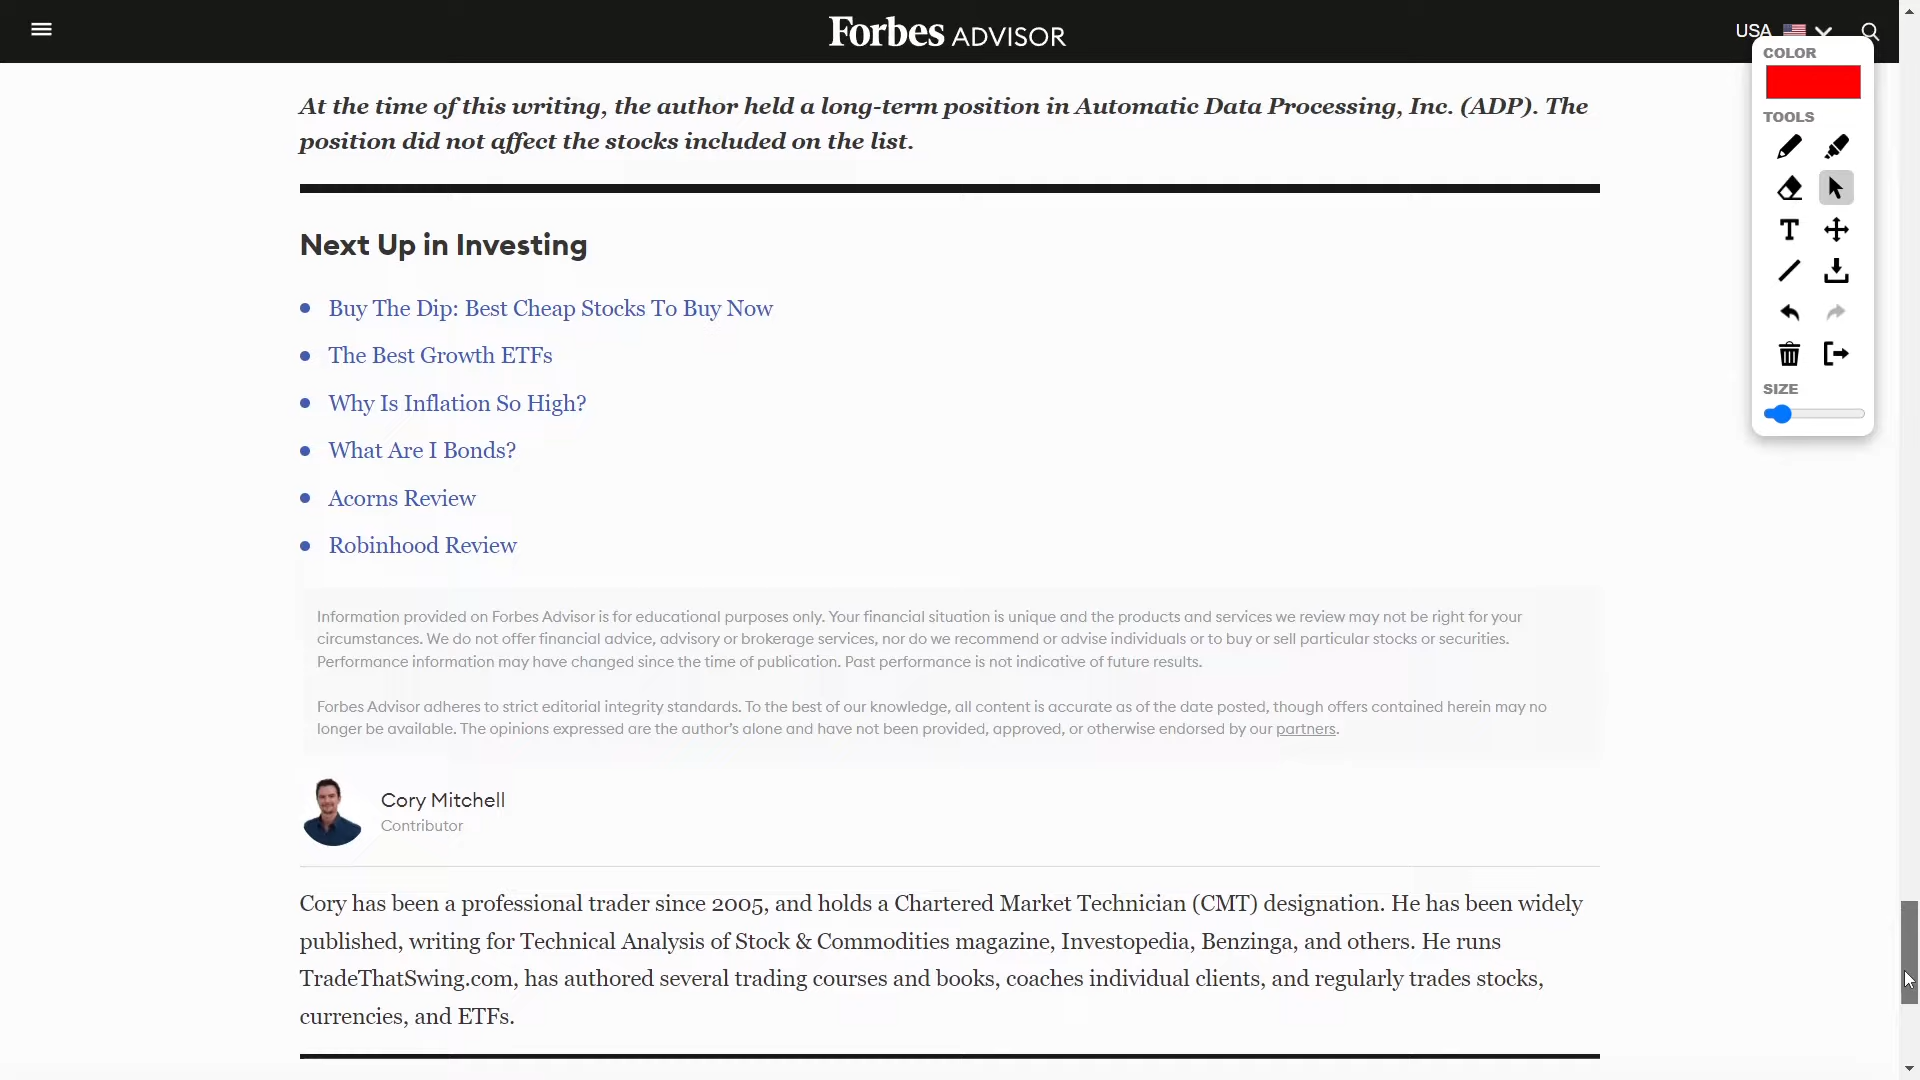 Forbes ADVISOR
USA
COLOR
TOOLS
T
SIZE
At the time of this writing, the author held a long-term position in Automatic Data Processing, Inc. (ADP). The
position did not affect the stocks included on the list.
Next Up in Investing
Buy The Dip: Best Cheap Stocks To Buy Now
The Best Growth ETFs
Why Is Inflation So High?
What Are I Bonds?
Acorns Review
Robinhood Review
Information provided on Forbes Advisor is for educational purposes only. Your financial situation is unique and the products and services we review may not be right for your
circumstances. We do not offer financial advice, advisory or brokerage services, nor do we recommend or advise individuals or to buy or sell particular stocks or securities.
Performance information may have changed since the time of publication. Past performance is not indicative of future results.
Forbes Advisor adheres to strict editorial integrity standards. To the best of our knowledge, all content is accurate as of the date posted, though offers contained herein may no
longer be available. The opinions expressed are the author’s alone and have not been provided, approved, or otherwise endorsed by our partners.
Cory Mitchell
Contributor
Cory has been a professional trader since 2005, and holds a Chartered Market Technician (CMT) designation. He has been widely
published, writing for Technical Analysis of Stock & Commodities magazine, Investopedia, Benzinga, and others. He runs
TradeThatSwing.com, has authored several trading courses and books, coaches individual clients, and regularly trades stocks,
currencies, and ETFs.